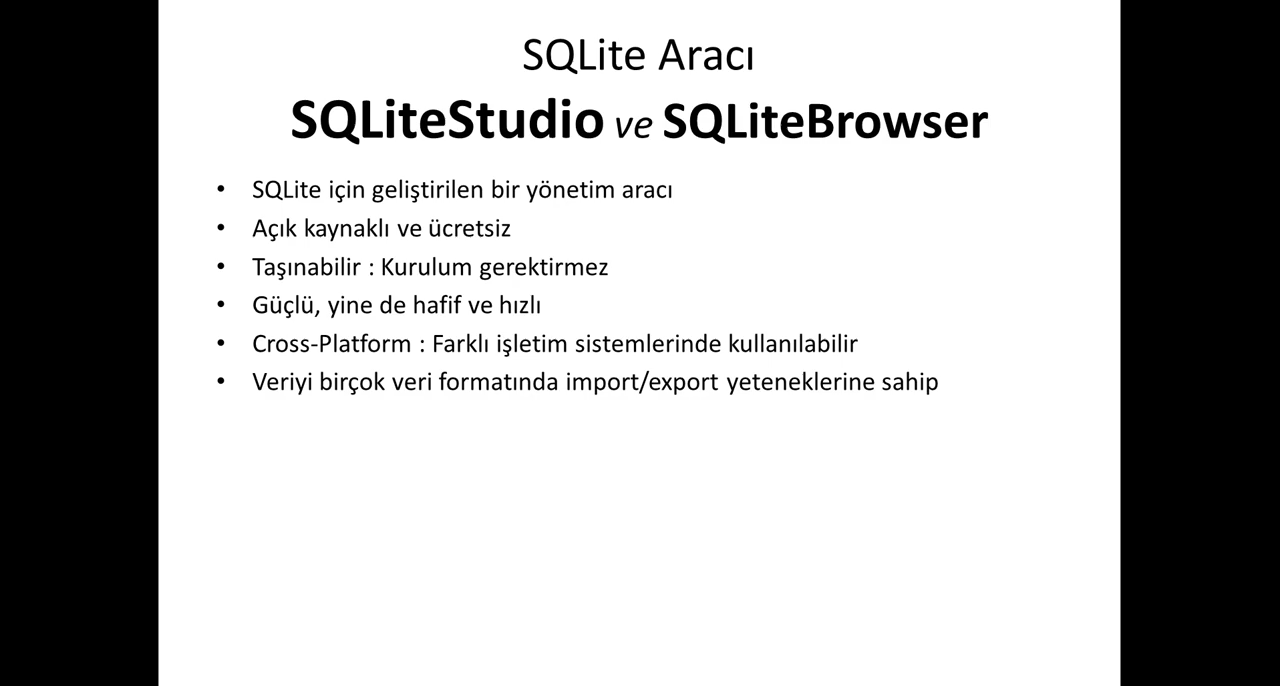 SQLite Aracı
SQLiteStudio ve SQLiteBrowser
• SQLite için geliştirilen bir yönetim aracı
• Açık kaynaklı ve ücretsiz
• Taşınabilir : Kurulum gerektirmez
• Güçlü, yine de hafif ve hızlı
• Cross-Platform : Farklı işletim sistemlerinde kullanılabilir
• Veriyi birçok veri formatında import/export yeteneklerine sahip